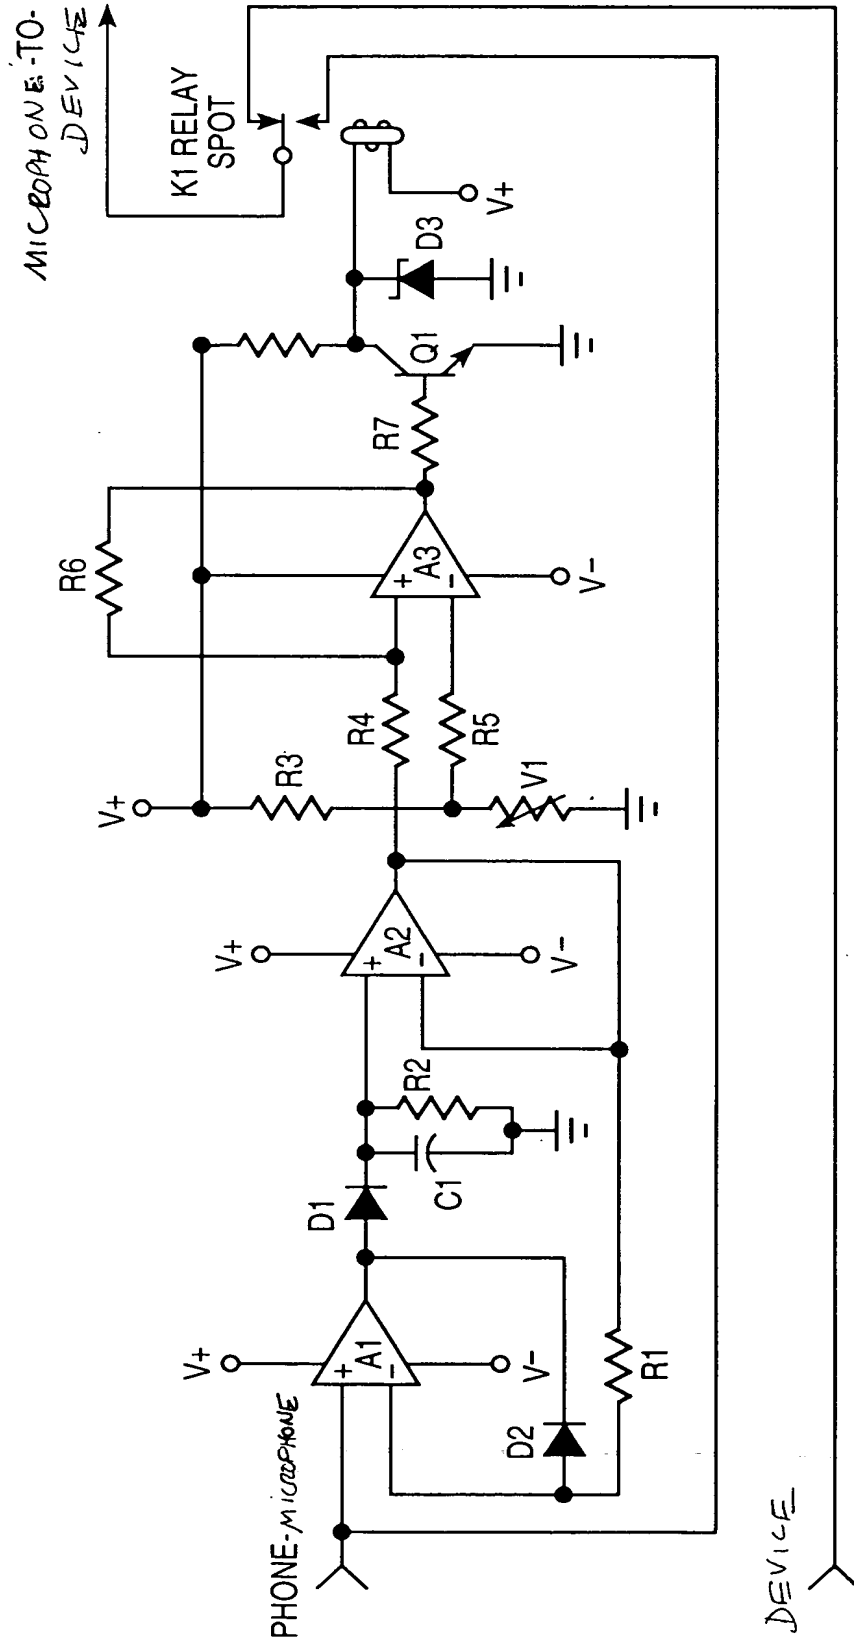 PHONE-MICROPHONE
V+
+
A1
-
V-
D2
R1
D1
C1
R2
V+
+
A2
-
V-
V+
R3
R4
R5
V1
R6
+
A3
-
V-
R7
Q1
D3
V+
K1 RELAY
SPOT
MICROPHONE-TO-
DEVICE
DEVICE